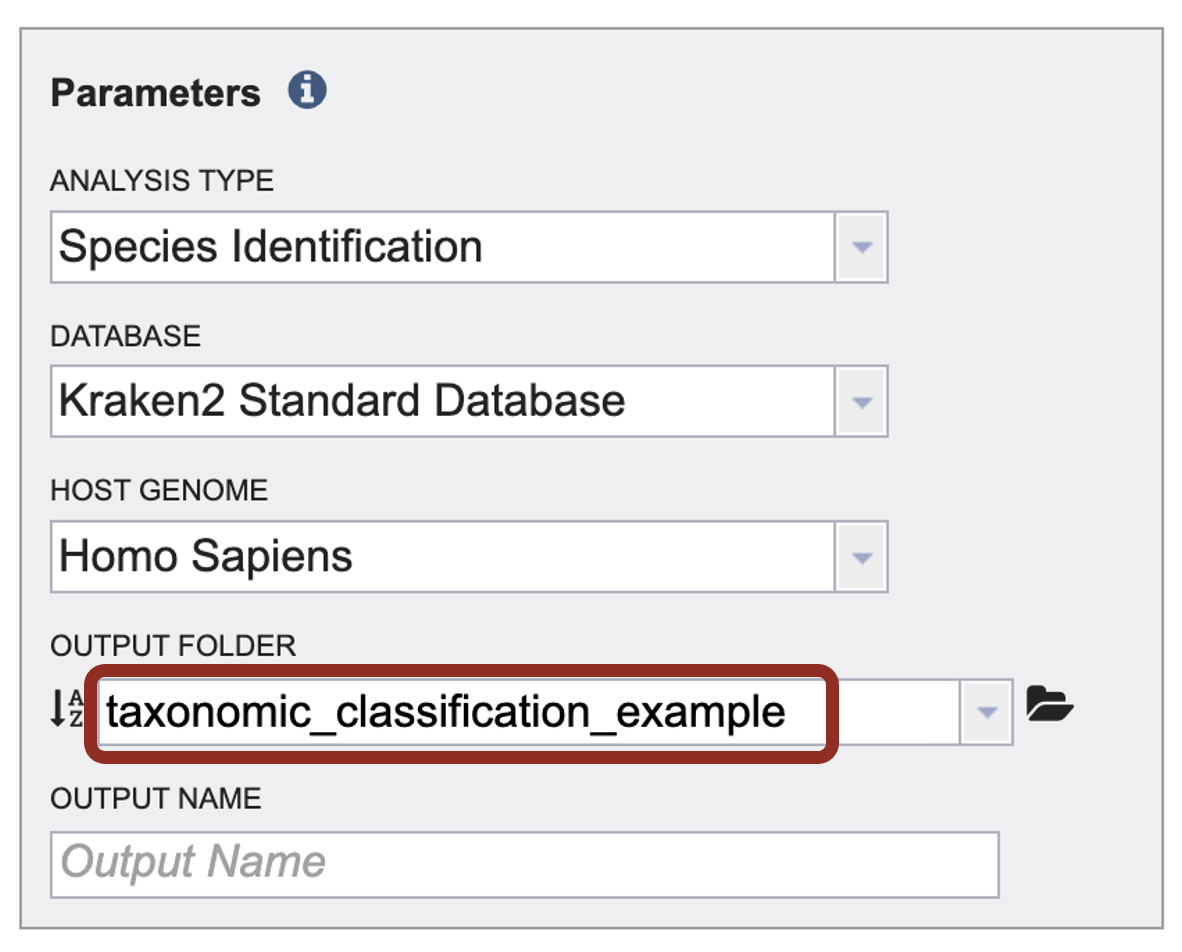 Parameters
ANALYSIS TYPE
Species Identification
DATABASE
Kraken2 Standard Database
HOST GENOME
Homo Sapiens
OUTPUT FOLDER
taxonomic_classification_example
OUTPUT NAME
Output Name